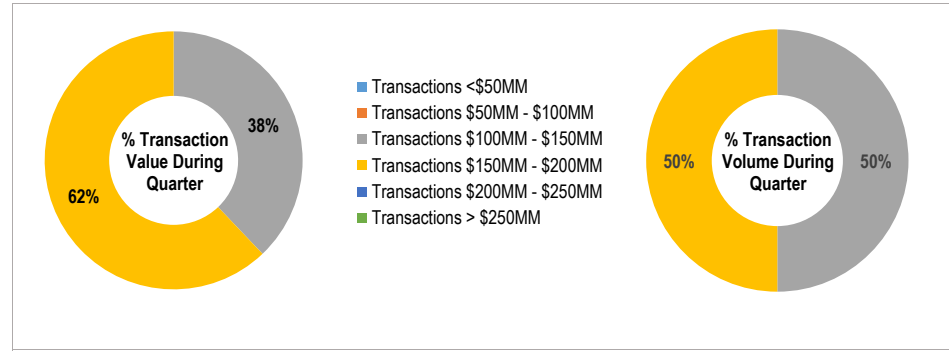 % Transaction
Value During
Quarter
38%
62%
Transactions <$50MM
Transactions $50MM - $100MM
Transactions $100MM - $150MM
Transactions $150MM - $200MM
Transactions $200MM - $250MM
Transactions > $250MM
% Transaction
Volume During
Quarter
50%
50%